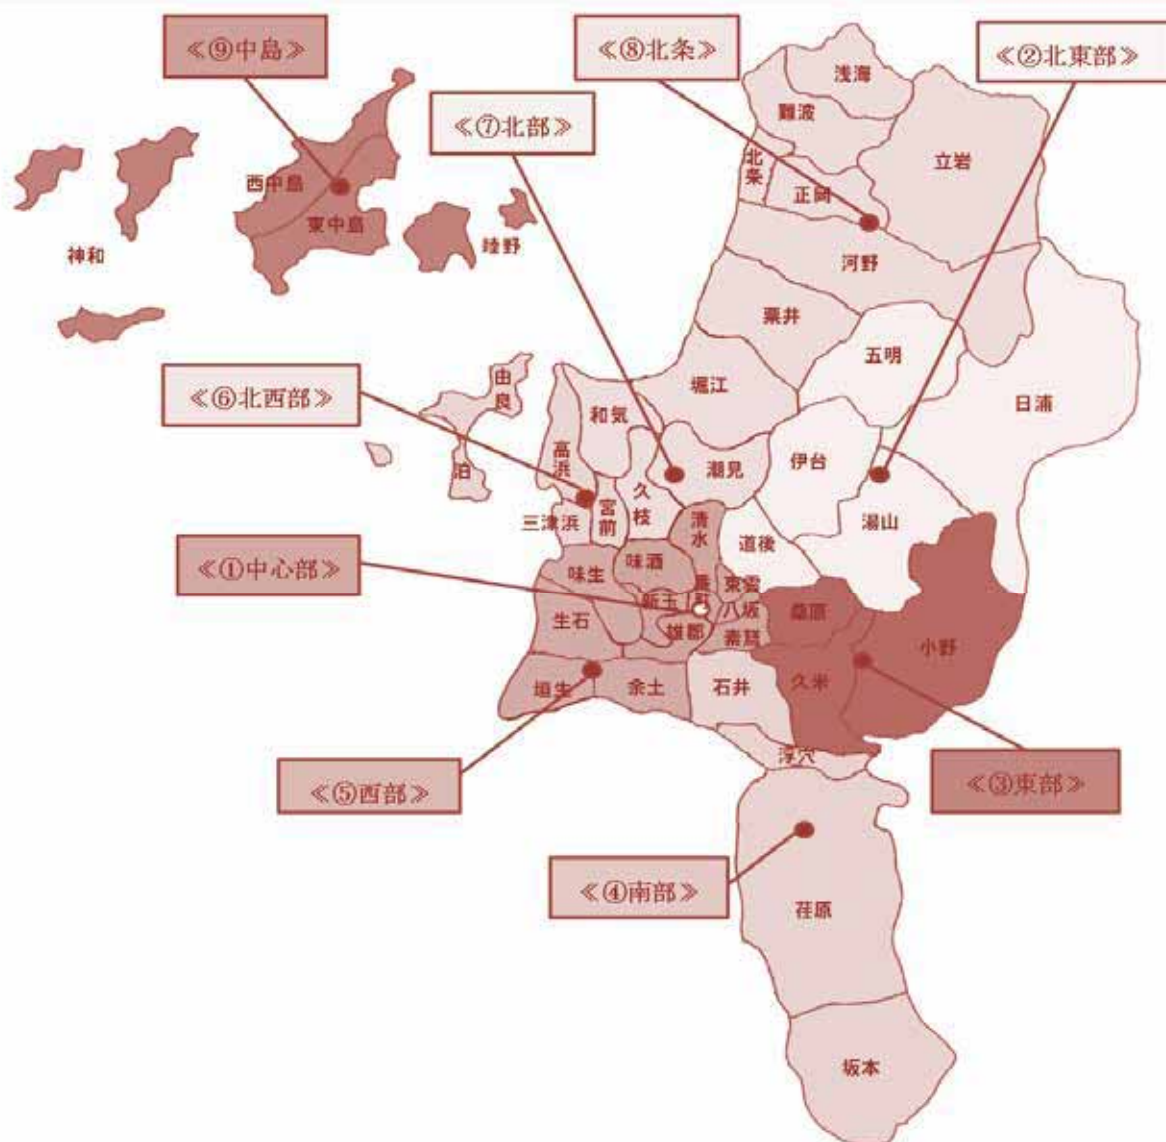 ≪⑨中島≫
≪⑧北条≫
≪②北東部≫
≪⑦北部≫
浅海
難波
立岩
北条
正岡
西中島
東中島
神和
睦野
河野
粟井
五明
堀江
日浦
≪⑥北西部≫
由良
泊
和気
高浜
潮見
伊台
久枝
宮前
三津浜
清水
湯山
道後
≪①中心部≫
味酒
味生
東雲
番町
新玉
八坂
生石
雄郡
素鵞
桑原
小野
久米
石井
垣生
余土
浮穴
≪⑤西部≫
≪③東部≫
≪④南部≫
荏原
坂本